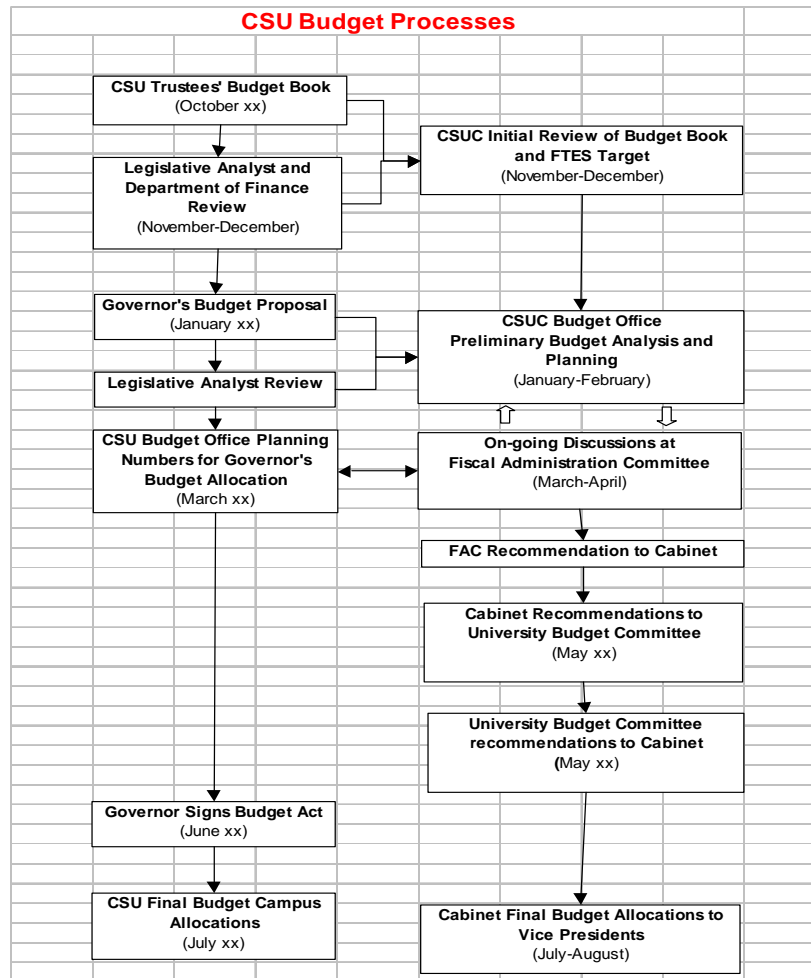 CSU Budget Processes
CSU Trustees' Budget Book
(October xx)
CSUC Initial Review of Budget Book
and FTES Target
(November-December)
Legislative Analyst and
Department of Finance
Review
(November-December)
Governor's Budget Proposal
(January xx)
CSUC Budget Office
Preliminary Budget Analysis and
Planning
(January-February)
Legislative Analyst Review
CSU Budget Office Planning
Numbers for Governor's
Budget Allocation
(March xx)
On-going Discussions at
Fiscal Administration Committee
(March-April)
FAC Recommendation to Cabinet
Cabinet Recommendations to
University Budget Committee
(May xx)
University Budget Committee
recommendations to Cabinet
(May xx)
Governor Signs Budget Act
(June xx)
CSU Final Budget Campus
Allocations
(July xx)
Cabinet Final Budget Allocations to
Vice Presidents
(July-August)